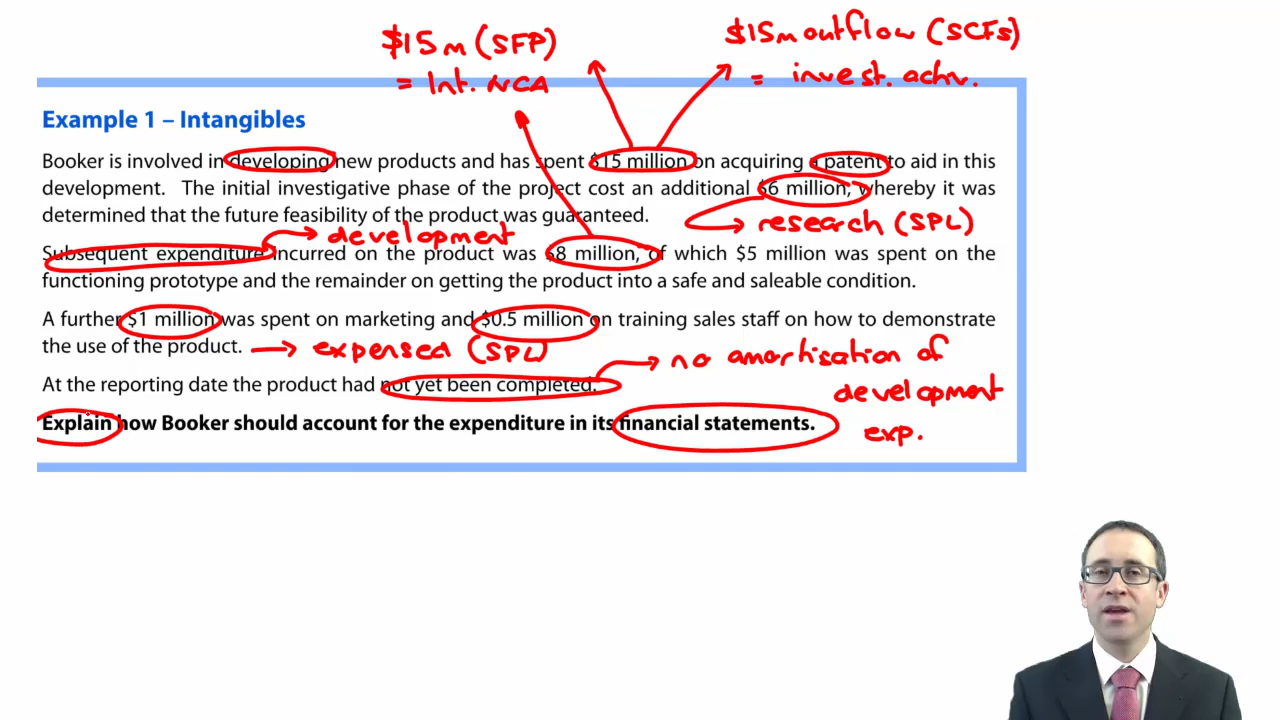 $15m (SFP)
= Int. NCA
$15m outflow (SCFs)
= invest. actv.
Example 1 – Intangibles
Booker is involved in developing new products and has spent $15 million on acquiring a patent to aid in this
development. The initial investigative phase of the project cost an additional $6 million, whereby it was
determined that the future feasibility of the product was guaranteed.
research (SPL)
development
Subsequent expenditure incurred on the product was $8 million, of which $5 million was spent on the
functioning prototype and the remainder on getting the product into a safe and saleable condition.
A further $1 million was spent on marketing and $0.5 million on training sales staff on how to demonstrate
the use of the product.
expensed (SPL)
At the reporting date the product had not yet been completed.
no amortisation of
development
exp.
Explain how Booker should account for the expenditure in its financial statements.